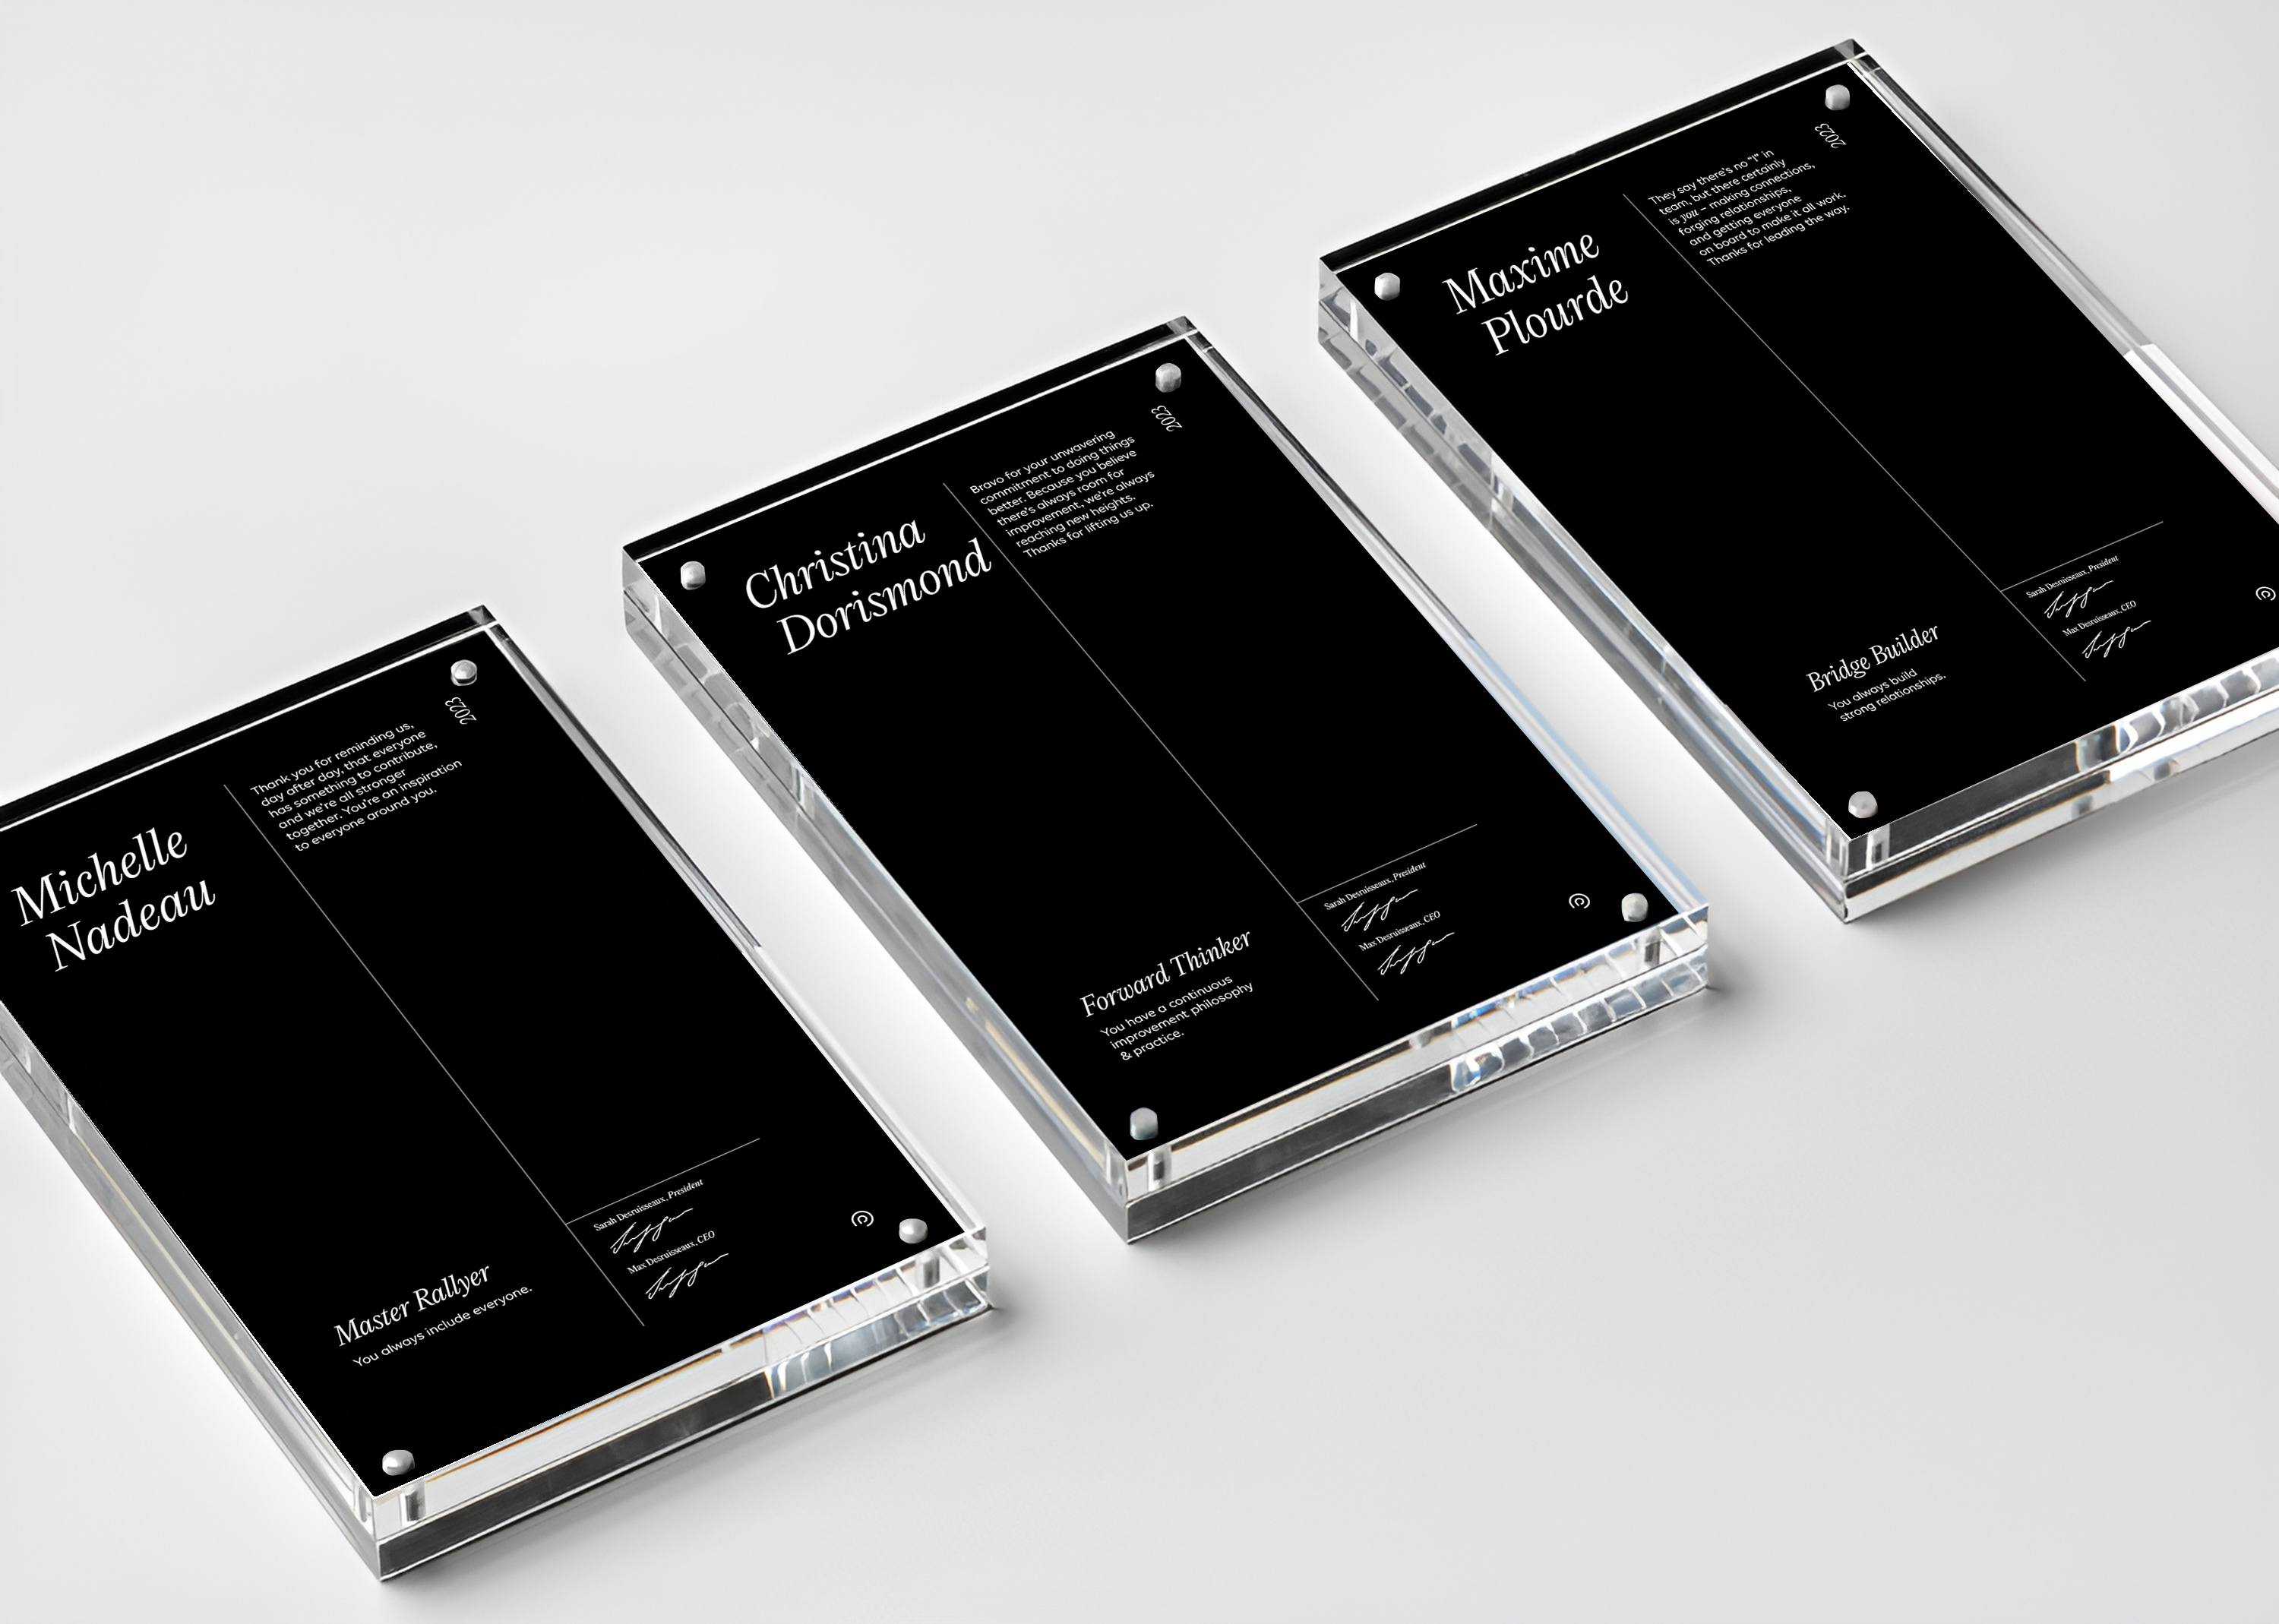 Michelle
Nadeau
Thank you for reminding us,
day after day, that everyone
has something to contribute,
and we're all stronger
together. You're an inspiration
to everyone around you.
2023
Master Rallyer
You always include everyone.
Sarah Desruisseaux, President
Max Desruisseaux, CEO
Christina
Dorismond
Bravo for your unwavering
commitment to doing things
better. Because you believe
there's always room for
improvement, we're always
reaching new heights.
Thanks for lifting us up.
2023
Forward Thinker
You have a continuous
improvement philosophy
& practice.
Sarah Desruisseaux, President
Max Desruisseaux, CEO
Maxime
Plourde
They say there's no "I" in
team, but there certainly
is you – making connections,
forging relationships,
and getting everyone
on board to make it all work.
Thanks for leading the way.
2023
Bridge Builder
You always build
strong relationships.
Sarah Desruisseaux, President
Max Desruisseaux, CEO